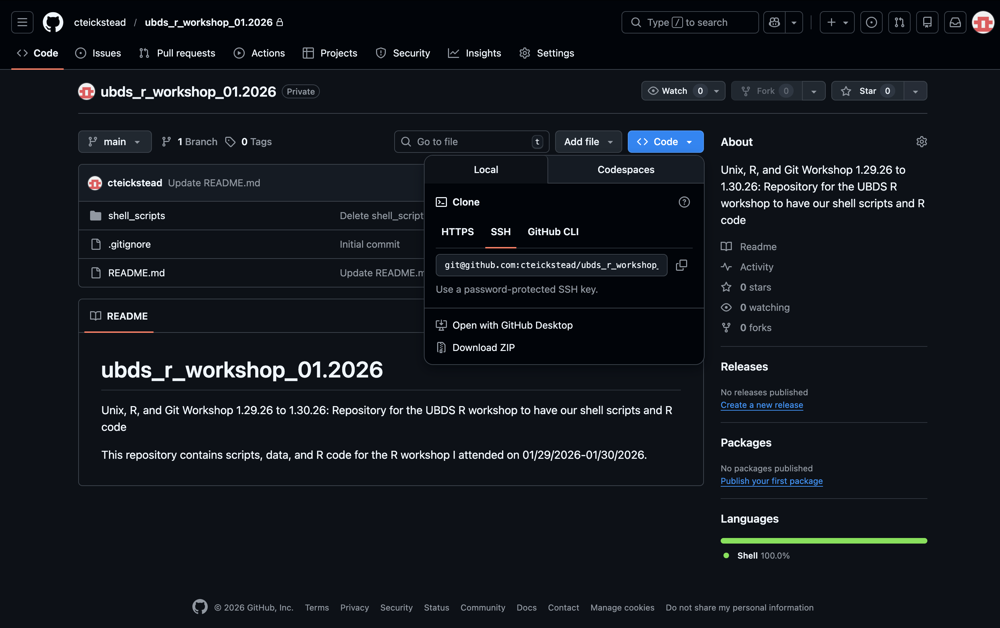 cteickstead / ubds_r_workshop_01.2026
Type / to search
Code Issues Pull requests Actions Projects Security Insights Settings
ubds_r_workshop_01.2026 Private
Watch 0
Fork 0
Star 0
main
1 Branch
0 Tags
Go to file t
Add file
Code
Local
Codespaces
Clone
HTTPS SSH GitHub CLI
git@github.com:cteickstead/ubds_r_workshop_
Use a password-protected SSH key.
Open with GitHub Desktop
Download ZIP
cteickstead Update README.md
shell_scripts Delete shell_script
.gitignore Initial commit
README.md Update README.m
README
ubds_r_workshop_01.2026
Unix, R, and Git Workshop 1.29.26 to 1.30.26: Repository for the UBDS R workshop to have our shell scripts and R
code
This repository contains scripts, data, and R code for the R workshop I attended on 01/29/2026-01/30/2026.
About
Unix, R, and Git Workshop 1.29.26 to
1.30.26: Repository for the UBDS R
workshop to have our shell scripts and R
code
Readme
Activity
0 stars
0 watching
0 forks
Releases
No releases published
Create a new release
Packages
No packages published
Publish your first package
Languages
Shell 100.0%
© 2026 GitHub, Inc. Terms Privacy Security Status Community Docs Contact Manage cookies Do not share my personal information